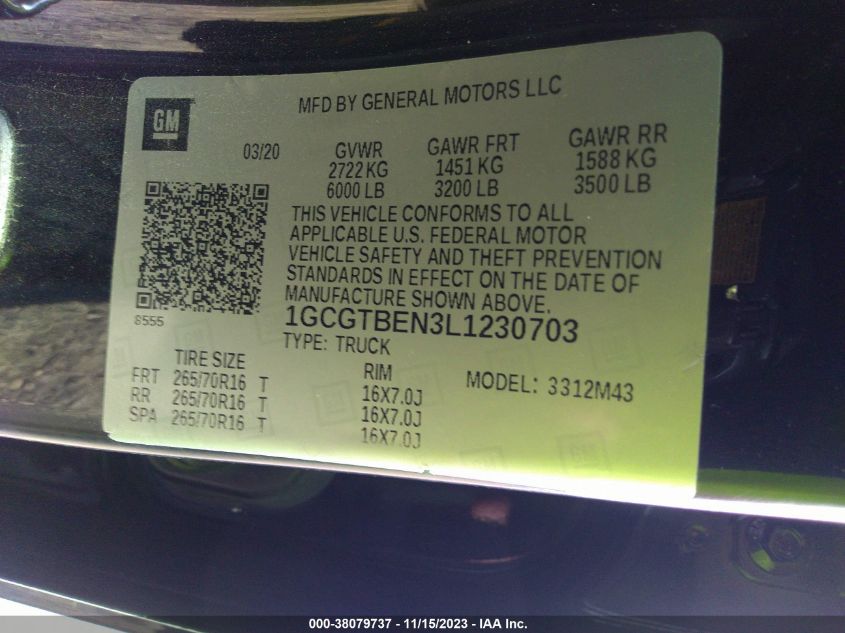 GM
MFD BY GENERAL MOTORS LLC
03/20
GVWR
2722 KG
6000 LB
GAWR FRT
1451 KG
3200 LB
GAWR RR
1588 KG
3500 LB
THIS VEHICLE CONFORMS TO ALL
APPLICABLE U.S. FEDERAL MOTOR
VEHICLE SAFETY AND THEFT PREVENTION
STANDARDS IN EFFECT ON THE DATE OF
MANUFACTURE SHOWN ABOVE.
8555
1GCGTBEN3L1230703
TYPE: TRUCK
MODEL: 3312M43
TIRE SIZE RIM
FRT 265/70R16 T 16X7.0J
RR 265/70R16 T 16X7.0J
SPA 265/70R16 T 16X7.0J
000-38079737 - 11/15/2023 - IAA Inc.